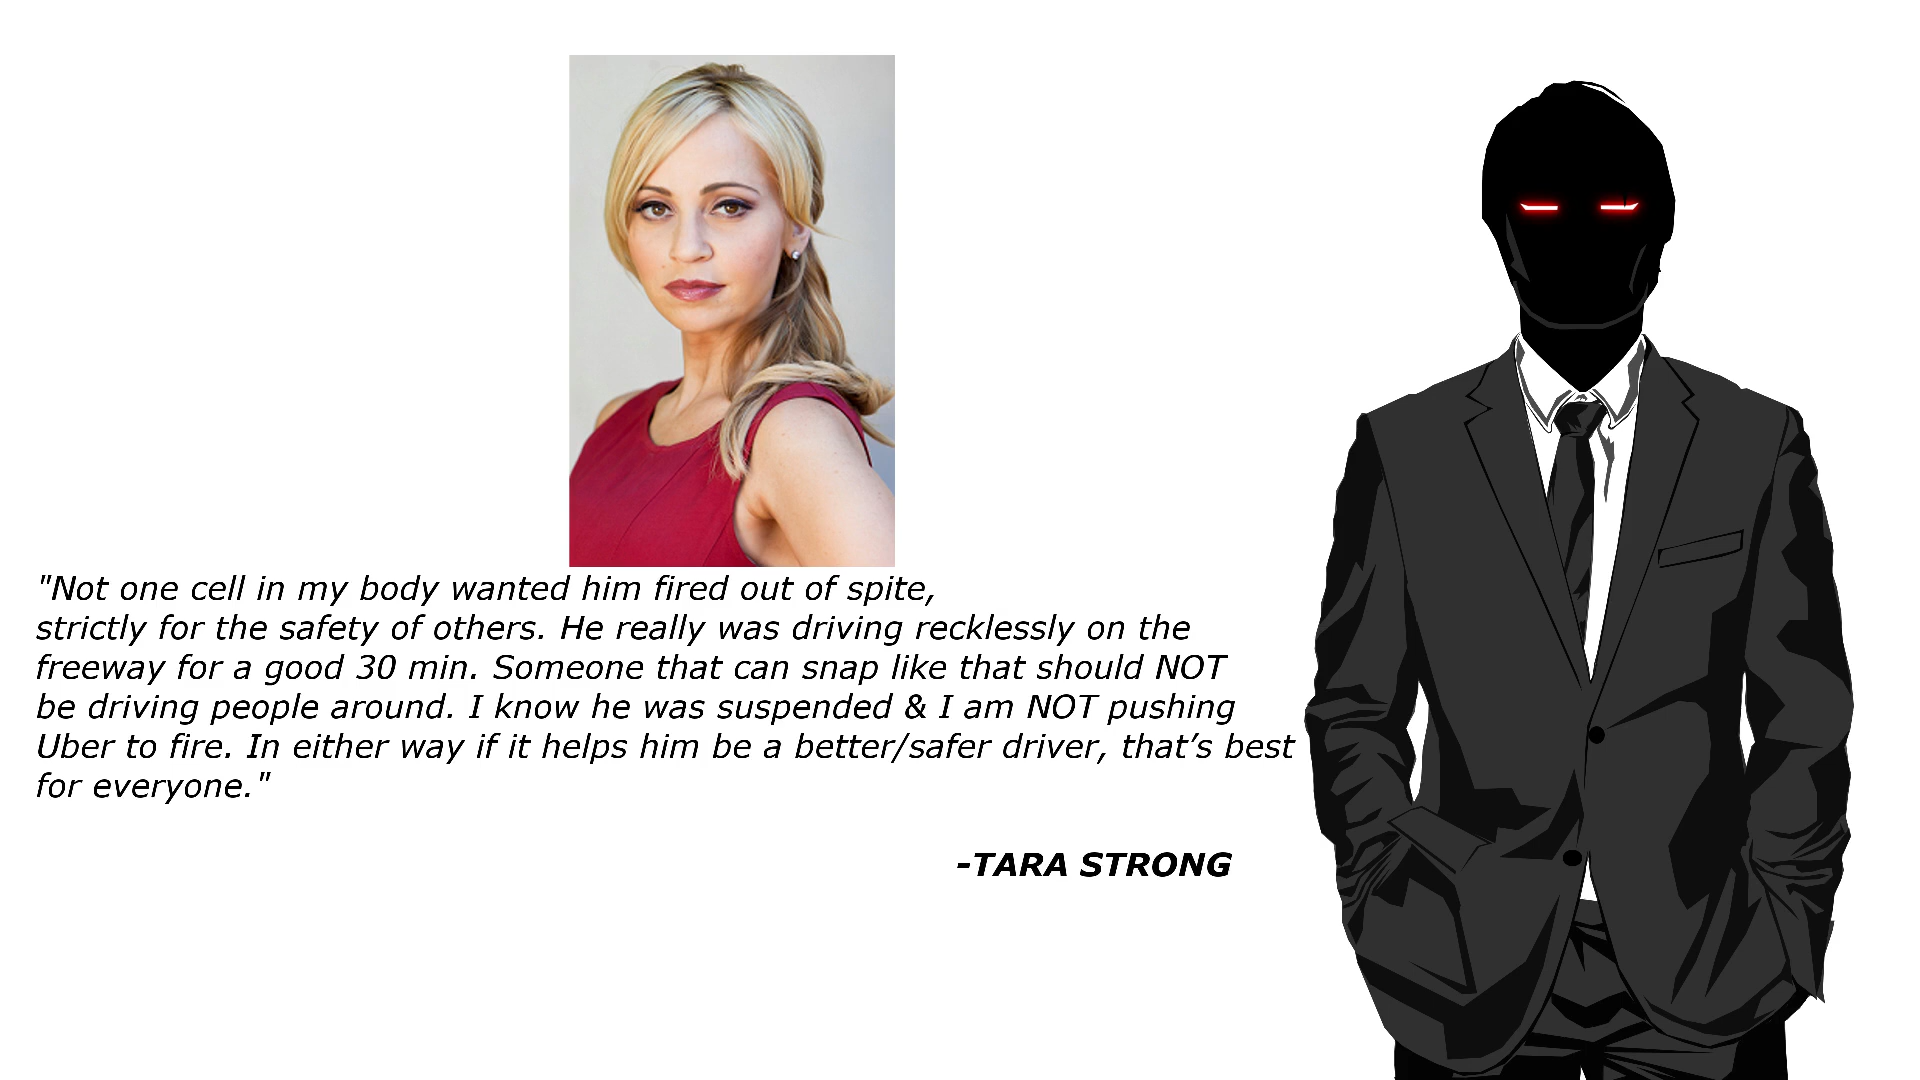 "Not one cell in my body wanted him fired out of spite,
strictly for the safety of others. He really was driving recklessly on the
freeway for a good 30 min. Someone that can snap like that should NOT
be driving people around. I know he was suspended & I am NOT pushing
Uber to fire. In either way if it helps him be a better/safer driver, that’s best
for everyone."
-TARA STRONG